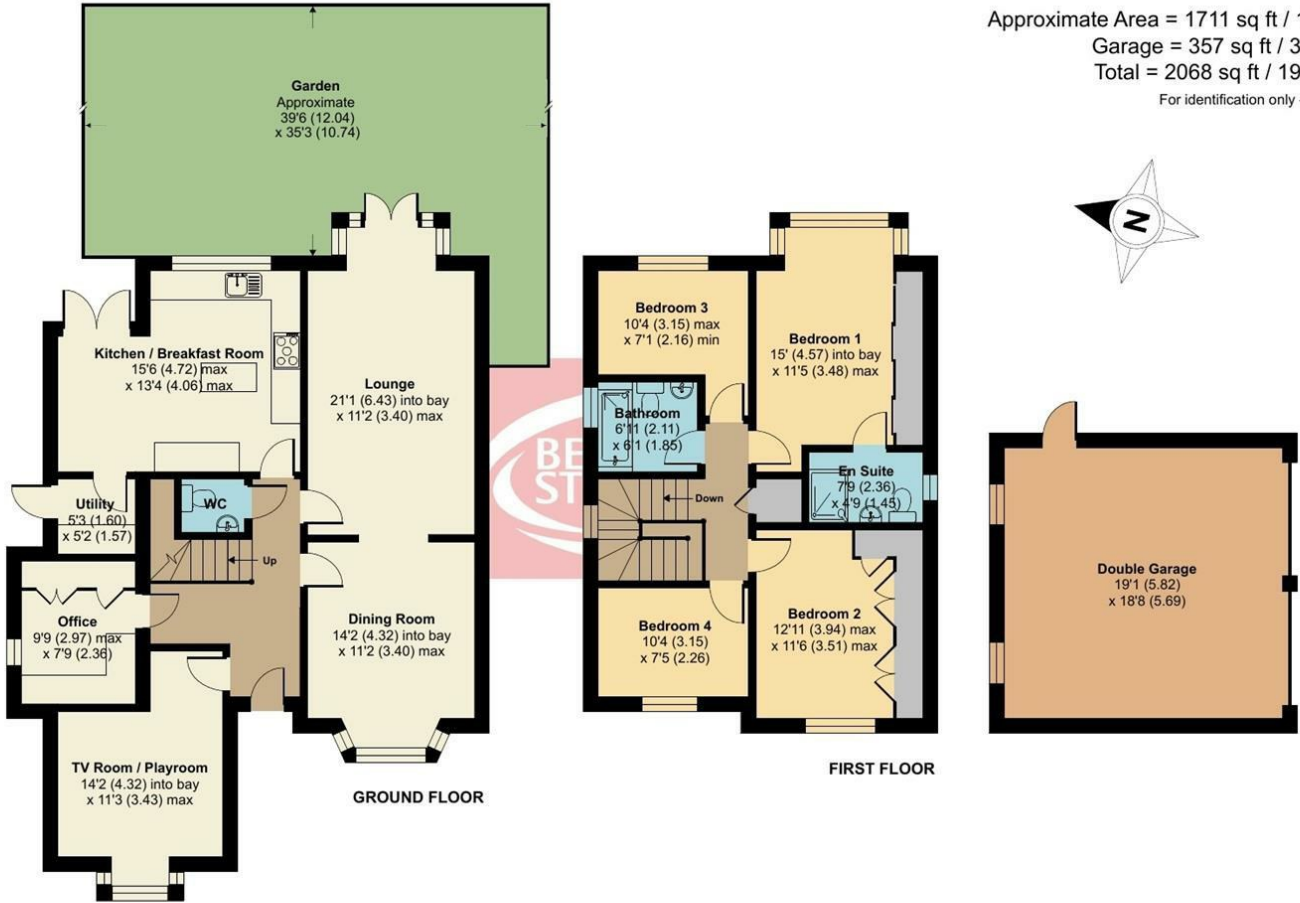 Approximate Area = 1711 sq ft / 1
Garage = 357 sq ft / 3
Total = 2068 sq ft / 19
For identification only
N
Garden
Approximate
39'6 (12.04)
x 35'3 (10.74)
Kitchen / Breakfast Room
15'6 (4.72) max
x 13'4 (4.06) max
Lounge
21'1 (6.43) into bay
x 11'2 (3.40) max
Utility
5'3 (1.60)
x 5'2 (1.57)
WC
Up
Office
9'9 (2.97) max
x 7'9 (2.36)
Dining Room
14'2 (4.32) into bay
x 11'2 (3.40) max
TV Room / Playroom
14'2 (4.32) into bay
x 11'3 (3.43) max
GROUND FLOOR
BE
ST
Bedroom 3
10'4 (3.15) max
x 7'1 (2.16) min
Bedroom 1
15' (4.57) into bay
x 11'5 (3.48) max
Bathroom
6'11 (2.11)
x 6'1 (1.85)
Down
En Suite
7'9 (2.36)
x 4'9 (1.45)
Bedroom 4
10'4 (3.15)
x 7'5 (2.26)
Bedroom 2
12'11 (3.94) max
x 11'6 (3.51) max
FIRST FLOOR
Double Garage
19'1 (5.82)
x 18'8 (5.69)